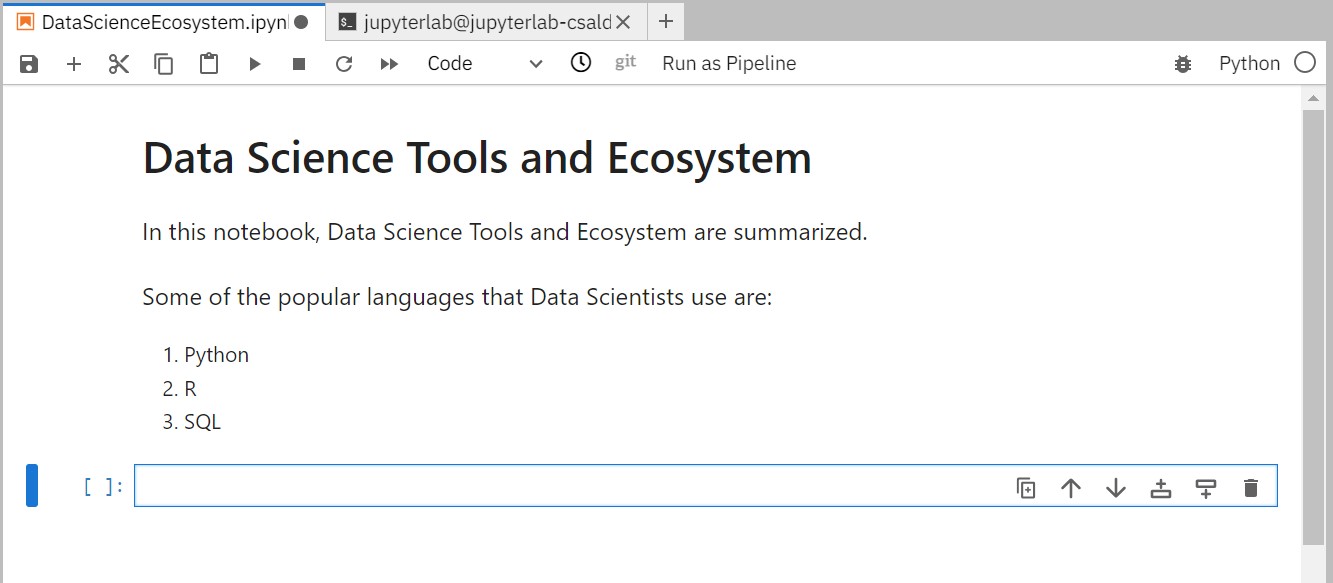 DataScienceEcosystem.ipyn
$_ jupyterlab@jupyterlab-csald
Code git Run as Pipeline Python
Data Science Tools and Ecosystem
In this notebook, Data Science Tools and Ecosystem are summarized.
Some of the popular languages that Data Scientists use are:
1. Python
2. R
3. SQL
[ ]: